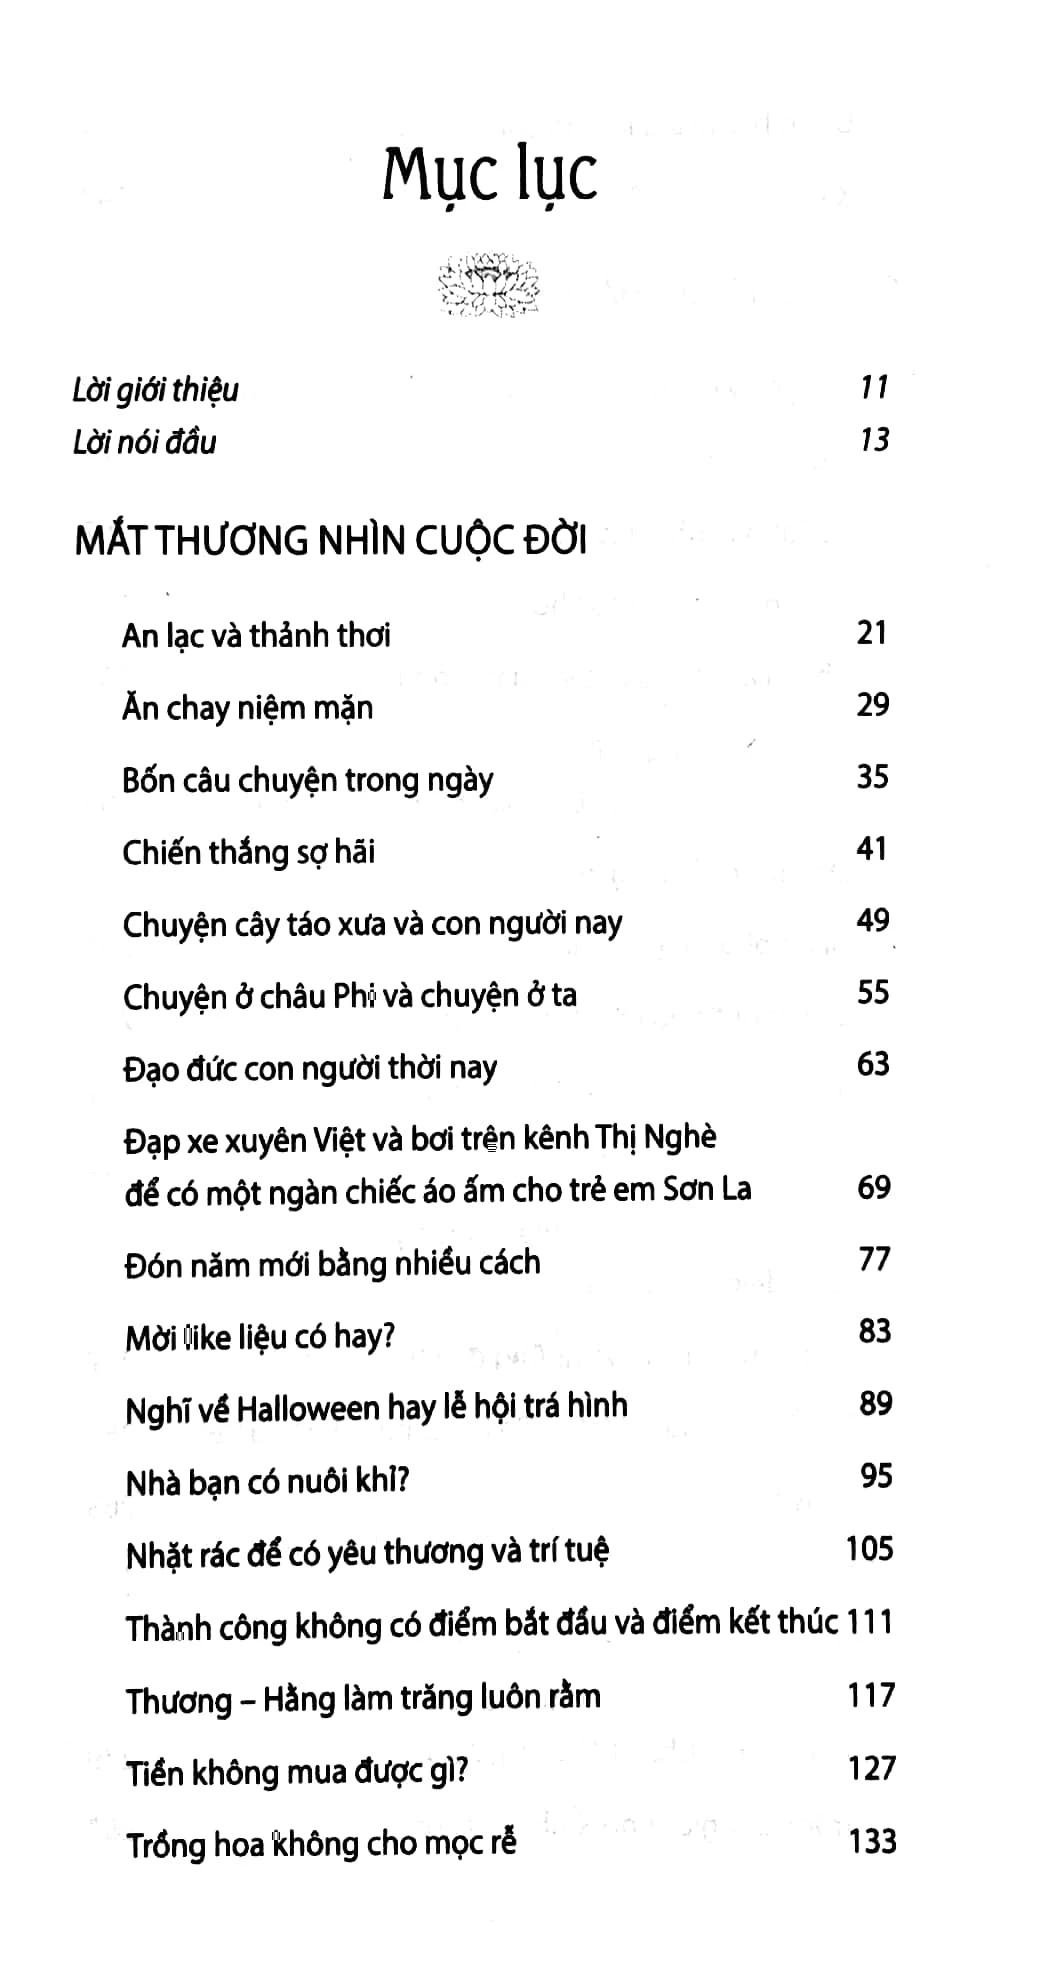 Mục lục
Lời giới thiệu 11
Lời nói đầu 13
MẮT THƯƠNG NHÌN CUỘC ĐỜI
An lạc và thảnh thơi 21
Ăn chay niệm mặn 29
Bốn câu chuyện trong ngày 35
Chiến thắng sợ hãi 41
Chuyện cây táo xưa và con người nay 49
Chuyện ở châu Phi và chuyện ở ta 55
Đạo đức con người thời nay 63
Đạp xe xuyên Việt và bơi trên kênh Thị Nghè
để có một ngàn chiếc áo ấm cho trẻ em Sơn La 69
Đón năm mới bằng nhiều cách 77
Mời like liệu có hay? 83
Nghĩ về Halloween hay lễ hội trá hình 89
Nhà bạn có nuôi khỉ? 95
Nhặt rác để có yêu thương và trí tuệ 105
Thành công không có điểm bắt đầu và điểm kết thúc 111
Thương – Hằng làm trăng luôn rằm 117
Tiền không mua được gì? 127
Trồng hoa không cho mọc rễ 133